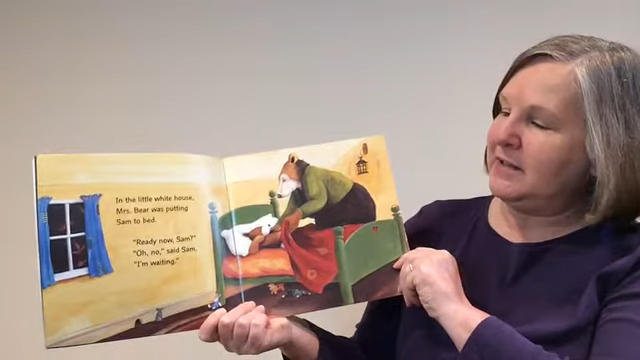 In the little white house,
Mrs. Bear was putting
Sam to bed.
"Ready now, Sam?"
"Oh, no," said Sam.
"I'm waiting."